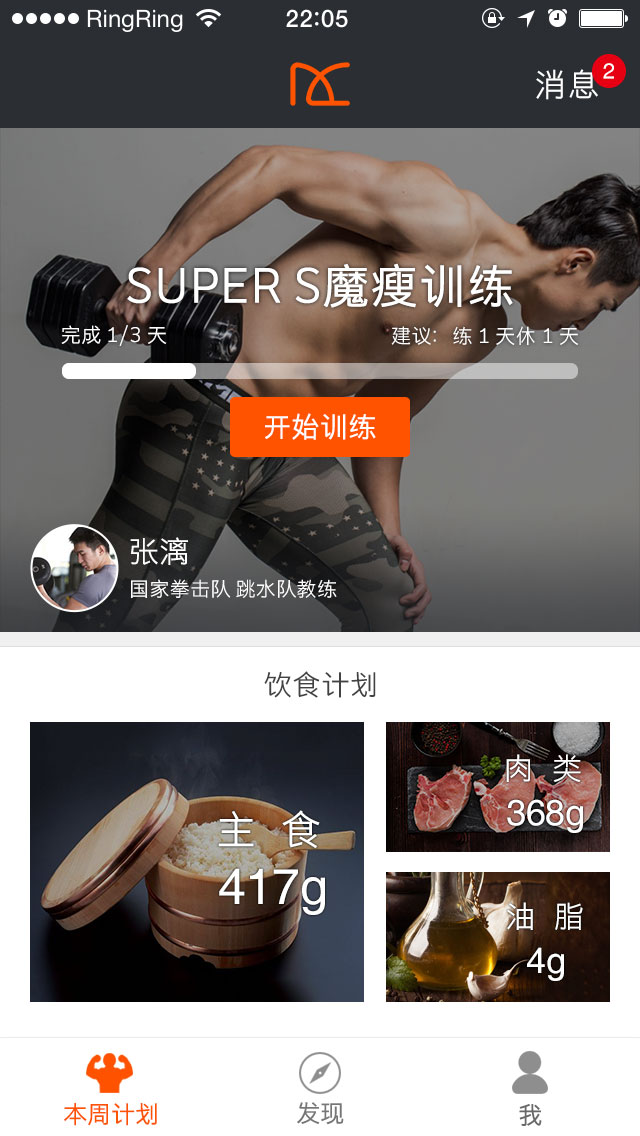 RingRing 22:05
消息 2
SUPER S魔瘦训练
完成 1/3 天 建议: 练 1 天休 1 天
开始训练
张漓
国家拳击队 跳水队教练
饮食计划
主 食
417g
肉 类
368g
油 脂
4g
本周计划 发现 我